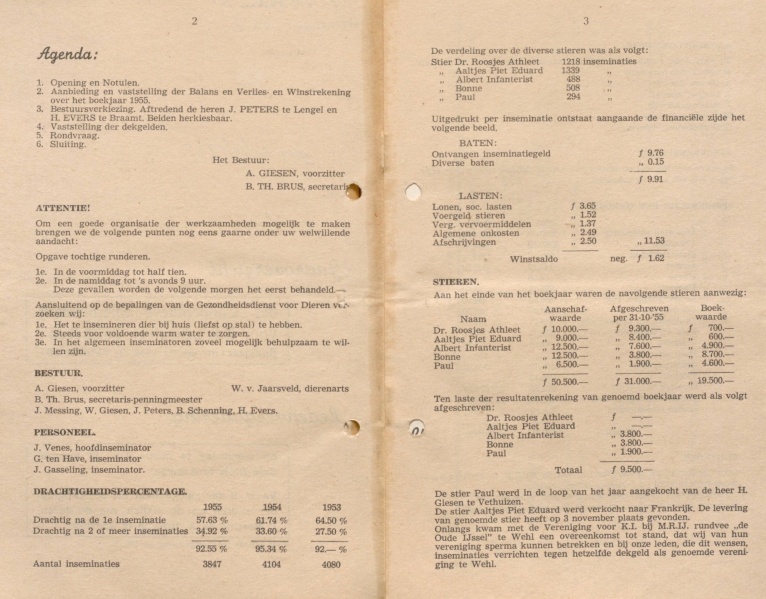 2
Agenda:
1. Opening en Notulen.
2. Aanbieding en vaststelling der Balans en Verlies- en Winstrekening
over het boekjaar 1955.
3. Bestuursverkiezing. Aftredend de heren J. PETERS te Lengel en
H. EVERS te Braamt. Beiden herkiesbaar.
4. Vaststelling der dekgelden.
5. Rondvraag.
6. Sluiting.
Het Bestuur:
A. GIESEN, voorzitter
B. TH. BRUS, secretaris
ATTENTIE!
Om een goede organisatie der werkzaamheden mogelijk te maken
brengen we de volgende punten nog eens gaarne onder uw welwillende
aandacht:
Opgave tochtige runderen.
1e. In de voormiddag tot half tien.
2e. In de namiddag tot 's avonds 9 uur.
Deze gevallen worden de volgende morgen het eerst behandeld.—
Aansluitend op de bepalingen van de Gezondheidsdienst voor Dieren ver-
zoeken wij:
1e. Het te insemineren dier bij huis (liefst op stal) te hebben.
2e. Steeds voor voldoende warm water te zorgen.
3e. In het algemeen inseminatoren zoveel mogelijk behulpzaam te wil-
len zijn.
BESTUUR.
A. Giesen, voorzitter W. v. Jaarsveld, dierenarts
B. Th. Brus, secretaris-penningmeester
J. Messing, W. Giesen, J. Peters, B. Schenning, H. Evers.
PERSONEEL.
J. Venes, hoofdinseminator
G. ten Have, inseminator
J. Gasseling, inseminator.
DRACHTIGHEIDSPERCENTAGE.
1955 1954 1953
Drachtig na de 1e inseminatie 57.63 % 61.74 % 64.50 %
Drachtig na 2 of meer inseminaties 34.92 % 33.60 % 27.50 %
92.55 % 95.34 % 92.— %
Aantal inseminaties 3847 4104 4080
3
De verdeling over de diverse stieren was als volgt:
Stier Dr. Roosjes Athleet 1218 inseminaties
„ Aaltjes Piet Eduard 1339 „
„ Albert Infanterist 488 „
„ Bonne 508 „
„ Paul 294 „
Uitgedrukt per inseminatie ontstaat aangaande de financiële zijde het
volgende beeld.
BATEN:
Ontvangen inseminatiegeld f 9.76
Diverse baten „ 0.15
f 9.91
LASTEN:
Lonen, soc. lasten f 3.65
Voergeld stieren „ 1.52
Verg. vervoermiddelen „ 1.37
Algemene onkosten „ 2.49
Afschrijvingen „ 2.50 „ 11.53
Winstsaldo neg. f 1.62
STIEREN.
Aan het einde van het boekjaar waren de navolgende stieren aanwezig:
Aanschaf- Afgeschreven Boek-
Naam waarde per 31-10-'55 waarde
Dr. Roosjes Athleet f 10.000.— f 9.300.— f 700.—
Aaltjes Piet Eduard „ 9.000.— „ 8.400.— „ 600.—
Albert Infanterist „ 12.500.— „ 7.600.— „ 4.900.—
Bonne „ 12.500.— „ 3.800.— „ 8.700.—
Paul „ 6.500.— „ 1.900.— „ 4.600.—
f 50.500.— f 31.000.— „ 19.500.—
Ten laste der resultatenrekening van genoemd boekjaar werd als volgt
afgeschreven:
Dr. Roosjes Athleet f —.—
Aaltjes Piet Eduard „ —.—
Albert Infanterist „ 3.800.—
Bonne „ 3.800.—
Paul „ 1.900.—
Totaal f 9.500.—
De stier Paul werd in de loop van het jaar aangekocht van de heer H.
Giesen te Vethuizen.
De stier Aaltjes Piet Eduard werd verkocht naar Frankrijk. De levering
van genoemde stier heeft op 3 november plaats gevonden.
Onlangs kwam met de Vereniging voor K.I. bij M.R.IJ. rundvee „de
Oude IJssel" te Wehl een overeenkomst tot stand, dat wij van hun
vereniging sperma kunnen betrekken en bij onze leden, die dit wensen,
inseminaties verrichten tegen hetzelfde dekgeld als genoemde vereni-
ging te Wehl.